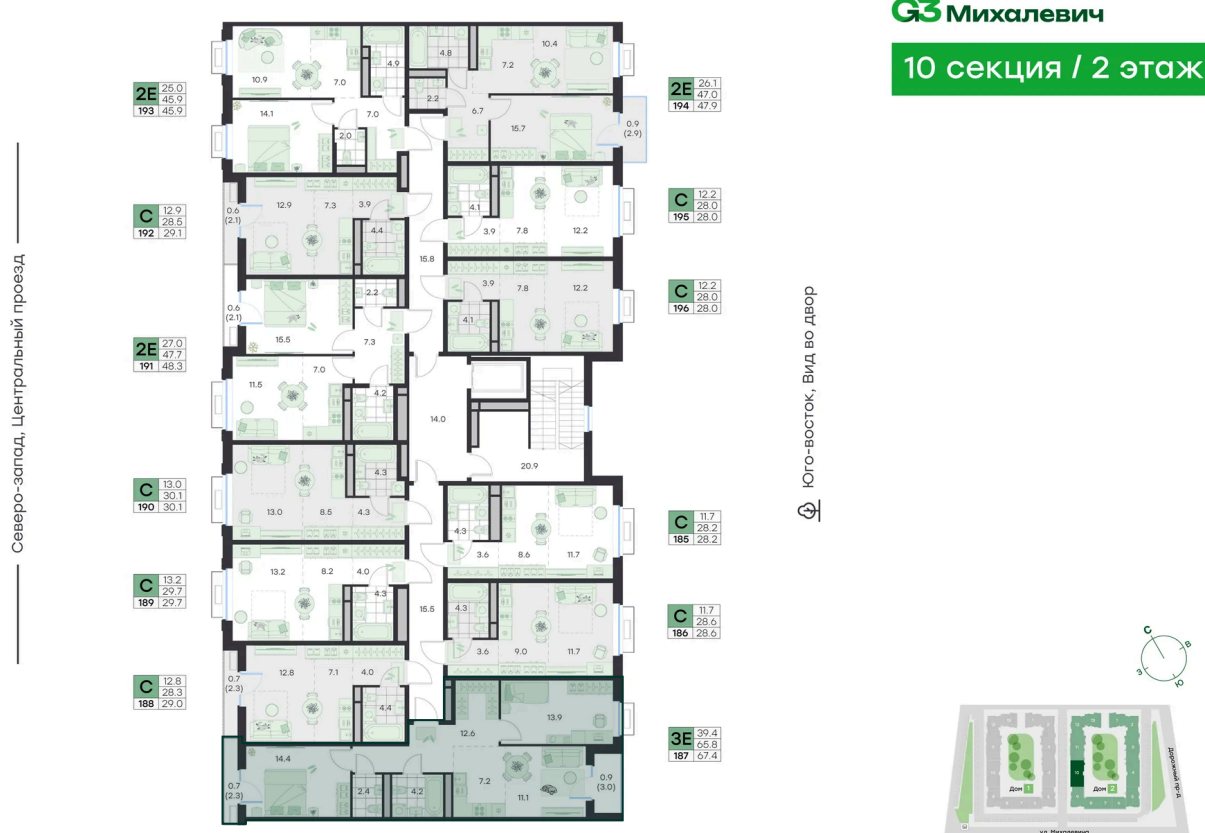 G3 Михалевич
10 секция / 2 этаж
Северо-запад, Центральный проезд
2Е 25.0
45.9
193 45.9
С 12.9
28.5
192 29.1
2Е 27.0
47.7
191 48.3
С 13.0
30.1
190 30.1
С 13.2
29.7
189 29.7
С 12.8
28.3
188 29.0
10.9 7.0 4.9
14.1 2.0 7.0
4.8 7.2 10.4
2.2 6.7 15.7
0.9
(2.9)
0.6
(2.1)
12.9 7.3 3.9
4.4
4.1
3.9 7.8 12.2
15.8
3.9 7.8 12.2
4.1
0.6
(2.1)
15.5
2.2
7.3
11.5 7.0
4.2
14.0
20.9
4.3
13.0 8.5 4.3
4.3
3.6 8.6 11.7
13.2 8.2 4.0
4.3
15.5
4.3
3.6 9.0 11.7
0.7
(2.3)
12.8 7.1 4.0
4.4
13.9
12.6
0.7
(2.3)
14.4
2.4 4.2
7.2 11.1
0.9
(3.0)
2Е 26.1
47.0
194 47.9
С 12.2
28.0
195 28.0
С 12.2
28.0
196 28.0
С 11.7
28.2
185 28.2
С 11.7
28.6
186 28.6
3Е 39.4
65.8
187 67.4
Юго-восток, Вид во двор
С
В
З
Ю
Дом 1
Дом 2
Дорожный пр-д
ул. Михалевича